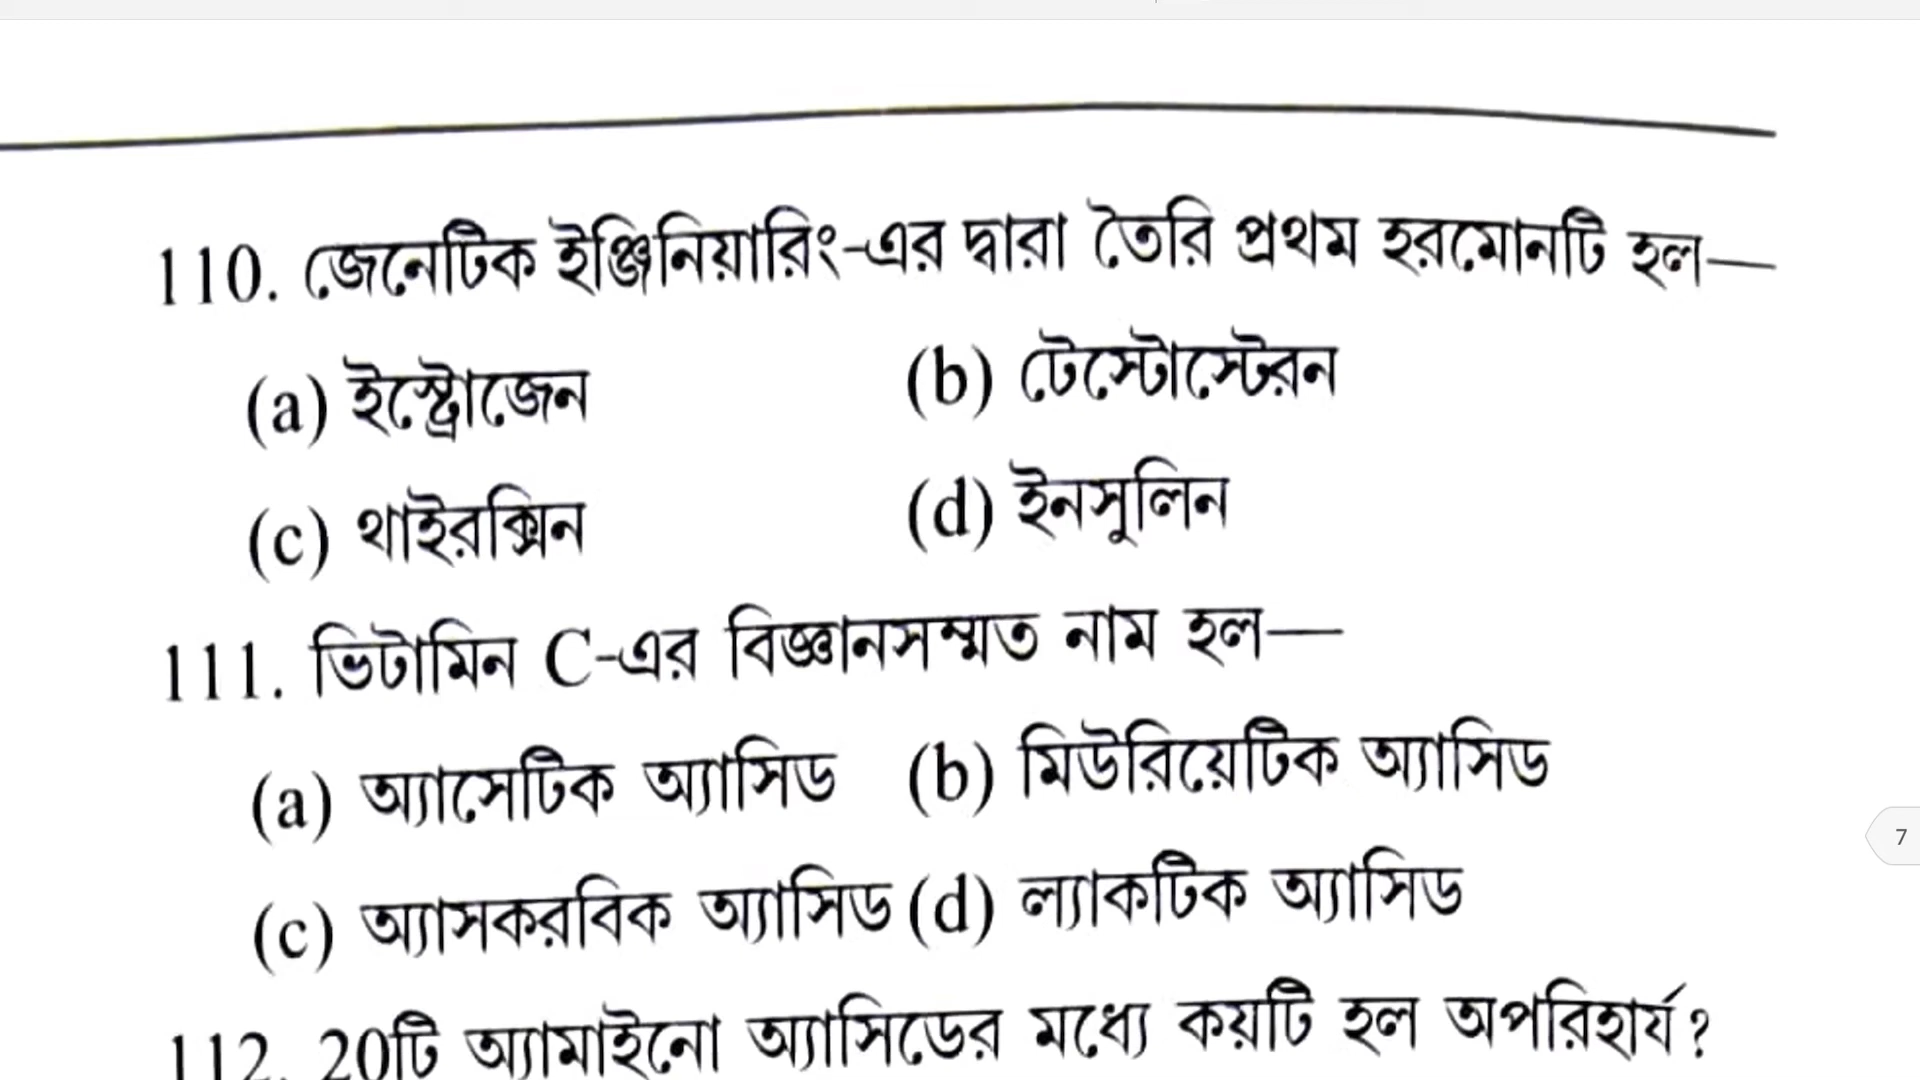 110. জেনেটিক ইঞ্জিনিয়ারিং-এর দ্বারা তৈরি প্রথম হরমোনটি হল—
(a) ইস্ট্রোজেন (b) টেস্টোস্টেরন
(c) থাইরক্সিন (d) ইনসুলিন
111. ভিটামিন C-এর বিজ্ঞানসম্মত নাম হল—
(a) অ্যাসেটিক অ্যাসিড (b) মিউরিয়েটিক অ্যাসিড
(c) অ্যাসকরবিক অ্যাসিড (d) ল্যাকটিক অ্যাসিড
7
112. 20টি অ্যামাইনো অ্যাসিডের মধ্যে কয়টি হল অপরিহার্য?